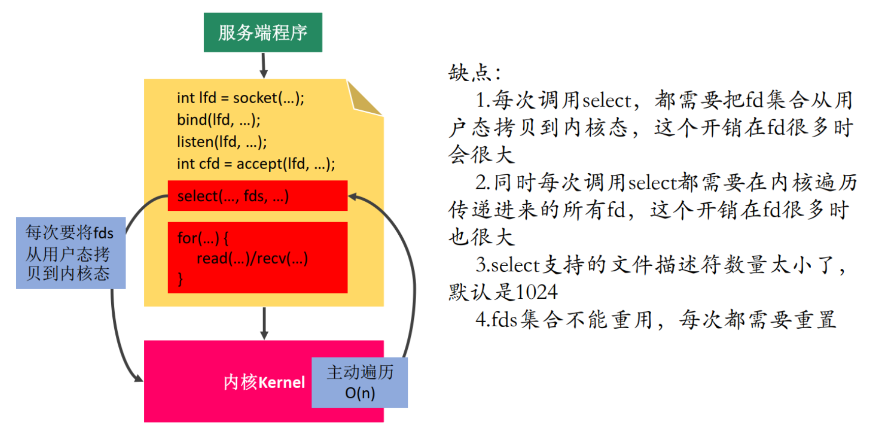 服务端程序
int lfd = socket(…);
bind(lfd, …);
listen(lfd, …);
int cfd = accept(lfd, …);
select(…, fds, …)
for(…) {
read(…)/recv(…)
}
每次要将fds
从用户态拷
贝到内核态
内核Kernel
主动遍历
O(n)
缺点：
1.每次调用select，都需要把fd集合从用
户态拷贝到内核态，这个开销在fd很多时
会很大
2.同时每次调用select都需要在内核遍历
传递进来的所有fd，这个开销在fd很多时
也很大
3.select支持的文件描述符数量太小了，
默认是1024
4.fds集合不能重用，每次都需要重置